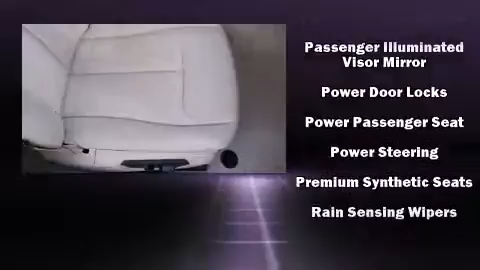 Passenger Illuminated
Visor Mirror
Power Door Locks
Power Passenger Seat
Power Steering
Premium Synthetic Seats
Rain Sensing Wipers